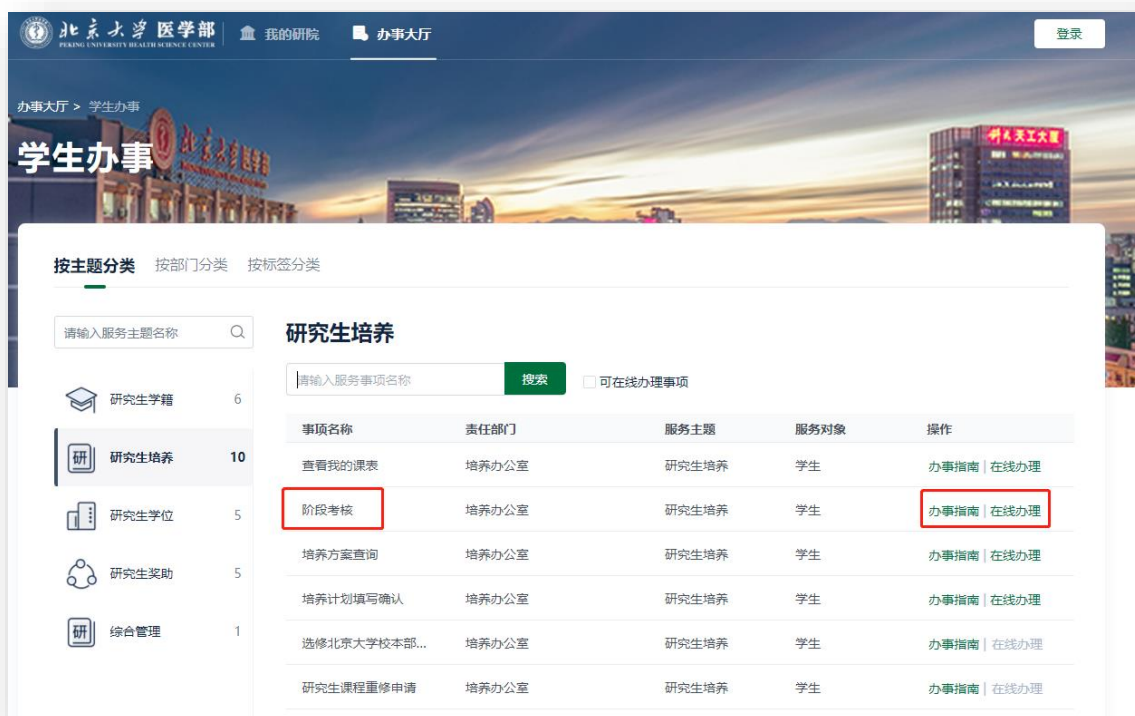 北京大学 医学部
PEKING UNIVERSITY HEALTH SCIENCE CENTER
我的研院
办事大厅
登录
办事大厅 > 学生办事
学生办事
北京大学医学部
科大天工大厦
按主题分类 按部门分类 按标签分类
请输入服务主题名称
研究生学籍 6
研究生培养 10
研究生学位 5
研究生奖助 5
综合管理 1
研究生培养
请输入服务事项名称 搜索 可在线办理事项
事项名称 责任部门 服务主题 服务对象 操作
查看我的课表 培养办公室 研究生培养 学生 办事指南 | 在线办理
阶段考核 培养办公室 研究生培养 学生 办事指南 | 在线办理
培养方案查询 培养办公室 研究生培养 学生 办事指南 | 在线办理
培养计划填写确认 培养办公室 研究生培养 学生 办事指南 | 在线办理
选修北京大学校本部... 培养办公室 研究生培养 学生 办事指南 | 在线办理
研究生课程重修申请 培养办公室 研究生培养 学生 办事指南 | 在线办理